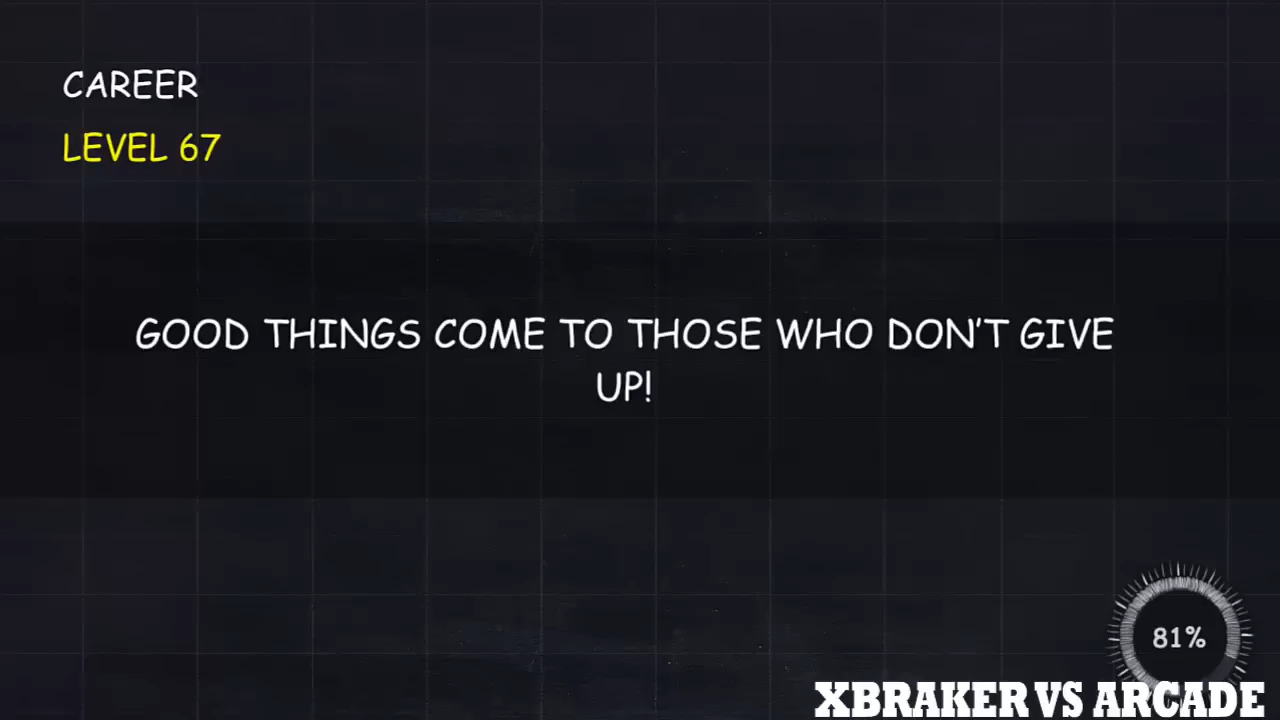 CAREER
LEVEL 67
GOOD THINGS COME TO THOSE WHO DON'T GIVE
UP!
81%
XBRAKER VS ARCADE